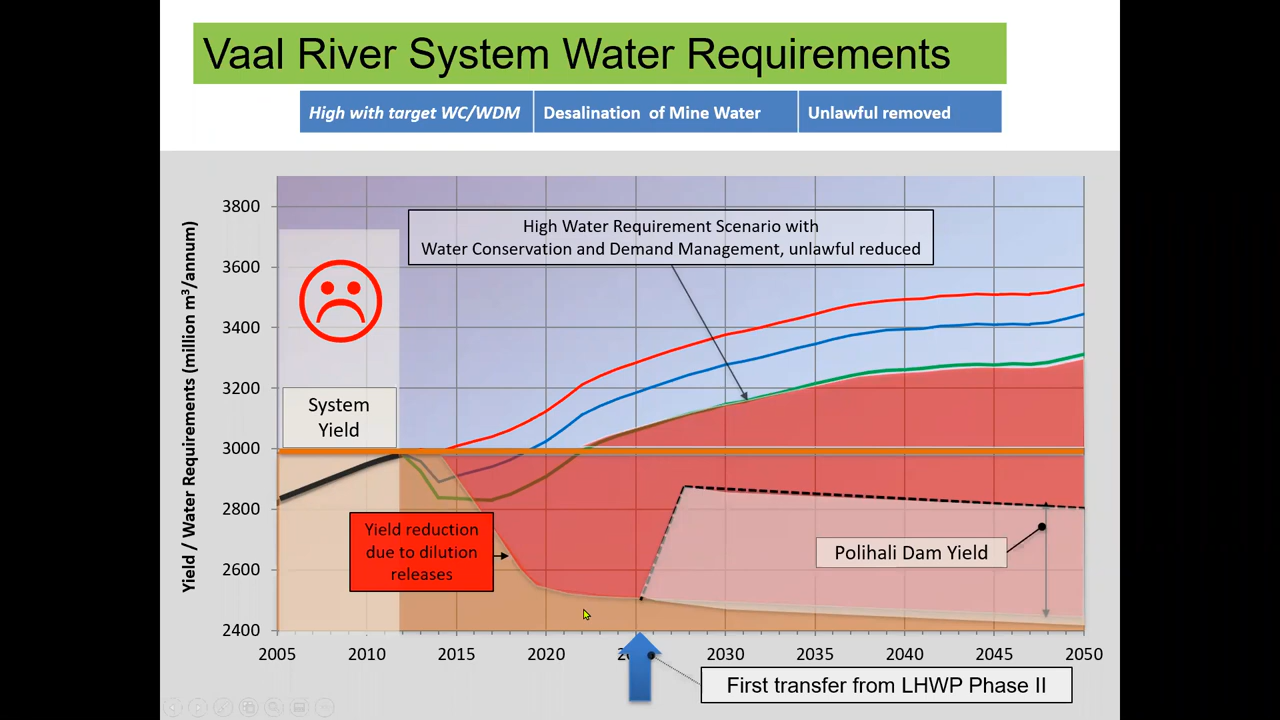 Vaal River System Water Requirements
High with target WC/WDM
Desalination of Mine Water
Unlawful removed
Yield / Water Requirements (million m³/annum)
3800
3600
3400
3200
3000
2800
2600
2400
High Water Requirement Scenario with
Water Conservation and Demand Management, unlawful reduced
System
Yield
Yield reduction
due to dilution
releases
Polihali Dam Yield
2005 2010 2015 2020 2030 2035 2040 2045 2050
First transfer from LHWP Phase II